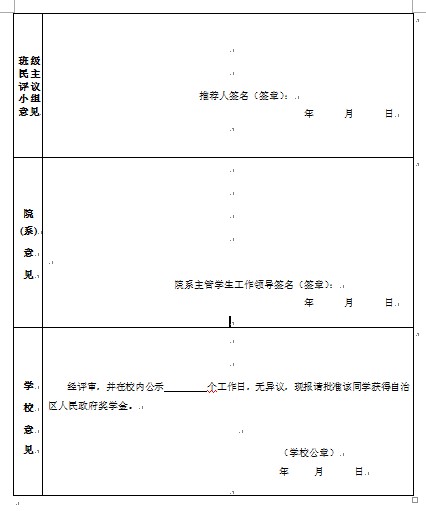 班级
民主
评议
小组
意见
推荐人签名（签章）：
年 月 日
院
(系)
意
见
院系主管学生工作领导签名（签章）：
年 月 日
学
校
意
见
经评审，并在校内公示________个工作日，无异议，现报请批准该同学获得自治
区人民政府奖学金。
（学校公章）
年 月 日